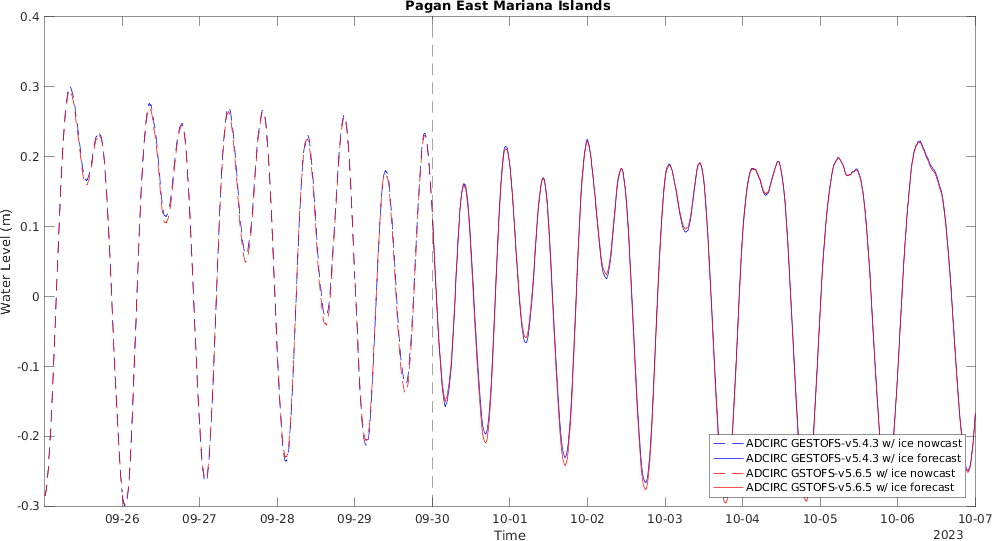 Pagan East Mariana Islands
0.4
0.3
0.2
0.1
0
-0.1
-0.2
-0.3
Water Level (m)
ADCIRC GESTOFS-v5.4.3 w/ ice nowcast
ADCIRC GESTOFS-v5.4.3 w/ ice forecast
ADCIRC GSTOFS-v5.6.5 w/ ice nowcast
ADCIRC GSTOFS-v5.6.5 w/ ice forecast
09-26 09-27 09-28 09-29 09-30 10-01 10-02 10-03 10-04 10-05 10-06 10-07
Time
2023